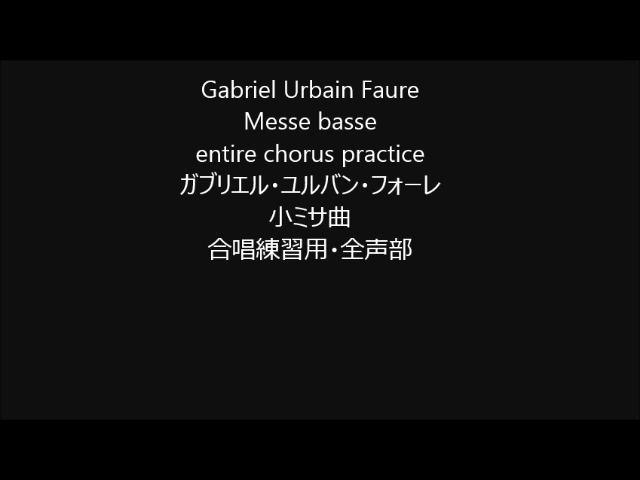 Gabriel Urbain Faure
Messe basse
entire chorus practice
ガブリエル・ユルバン・フォーレ
小ミサ曲
合唱練習用・全声部